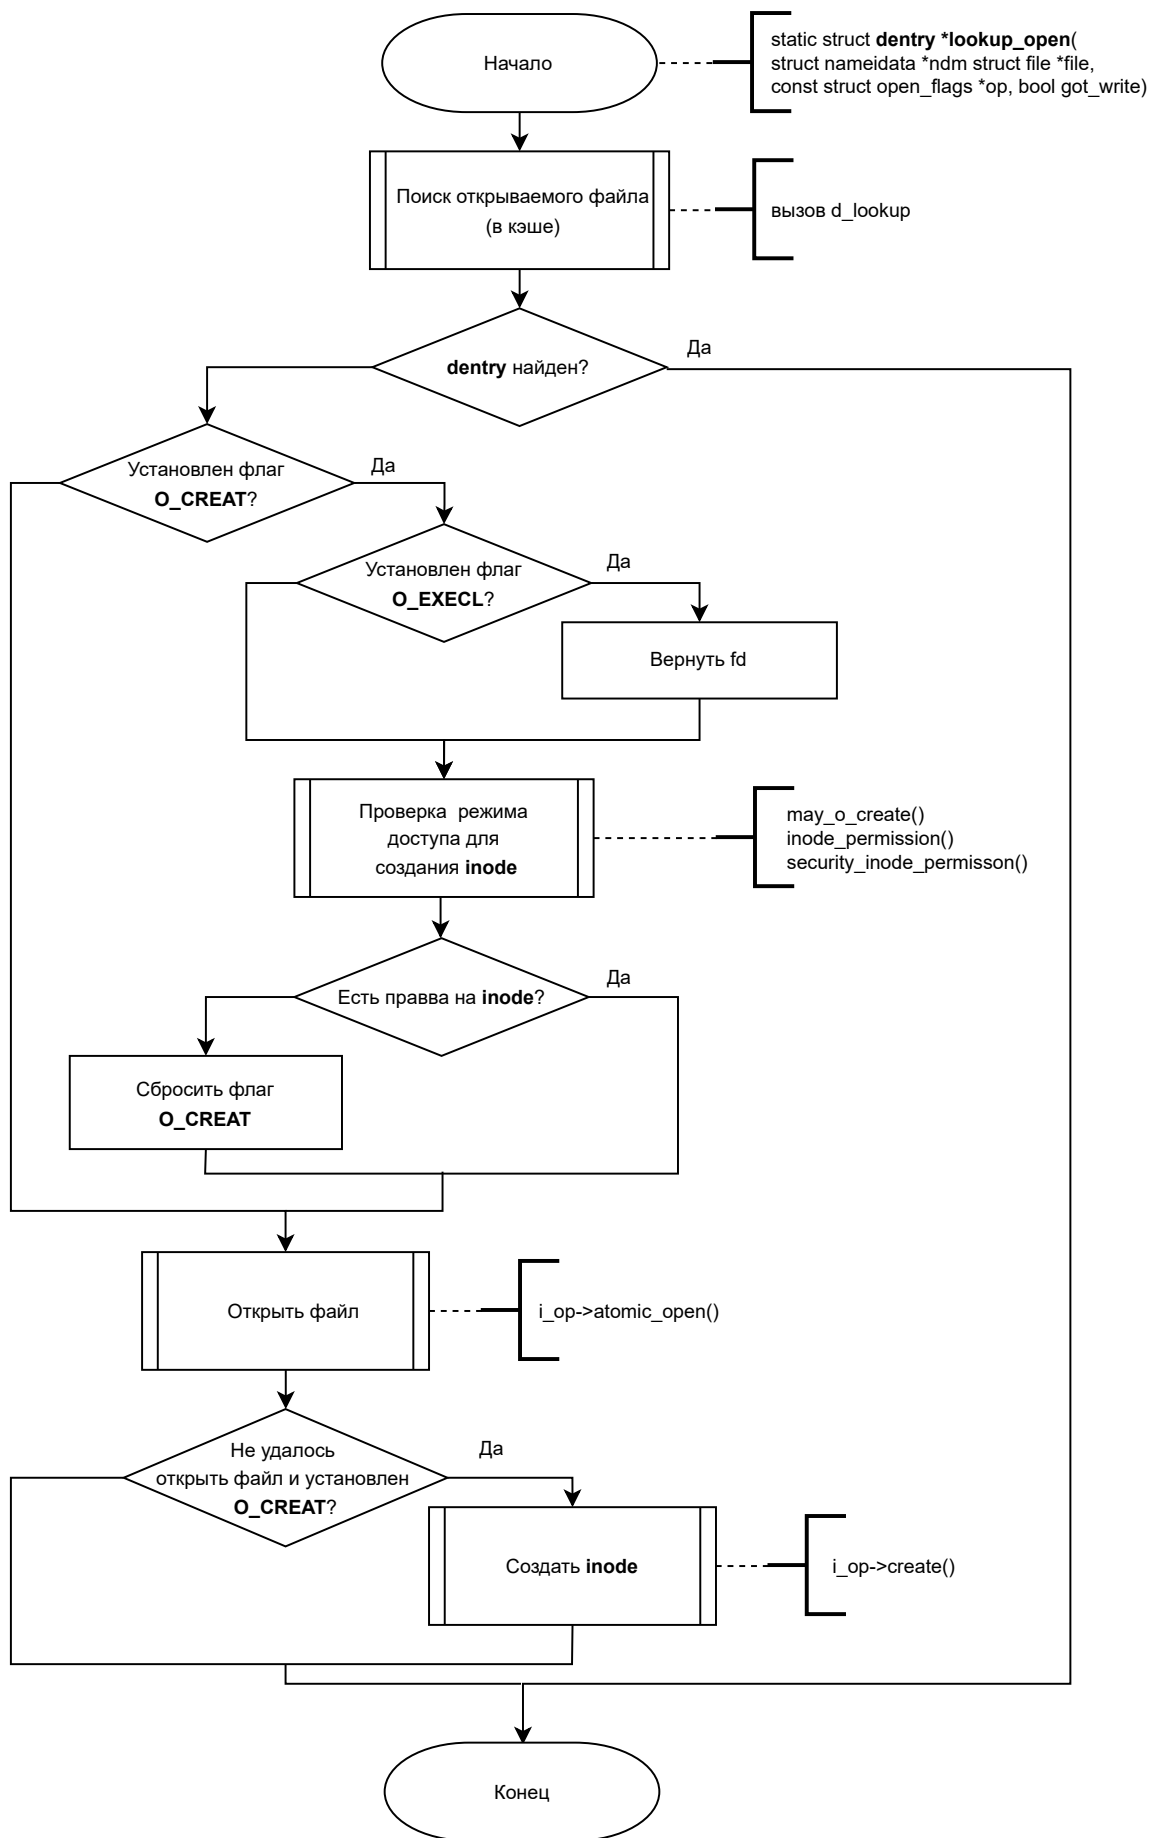 Начало
static struct dentry *lookup_open(
struct nameidata *ndm struct file *file,
const struct open_flags *op, bool got_write)
Поиск открываемого файла
(в кэше)
вызов d_lookup
dentry найден?
Да
Установлен флаг
O_CREAT?
Да
Установлен флаг
O_EXECL?
Да
Вернуть fd
Проверка  режима
доступа для
создания inode
may_o_create()
inode_permission()
security_inode_permisson()
Есть правва на inode?
Да
Сбросить флаг
O_CREAT
Открыть файл
i_op->atomic_open()
Не удалось
открыть файл и установлен
O_CREAT?
Да
Создать inode
i_op->create()
Конец